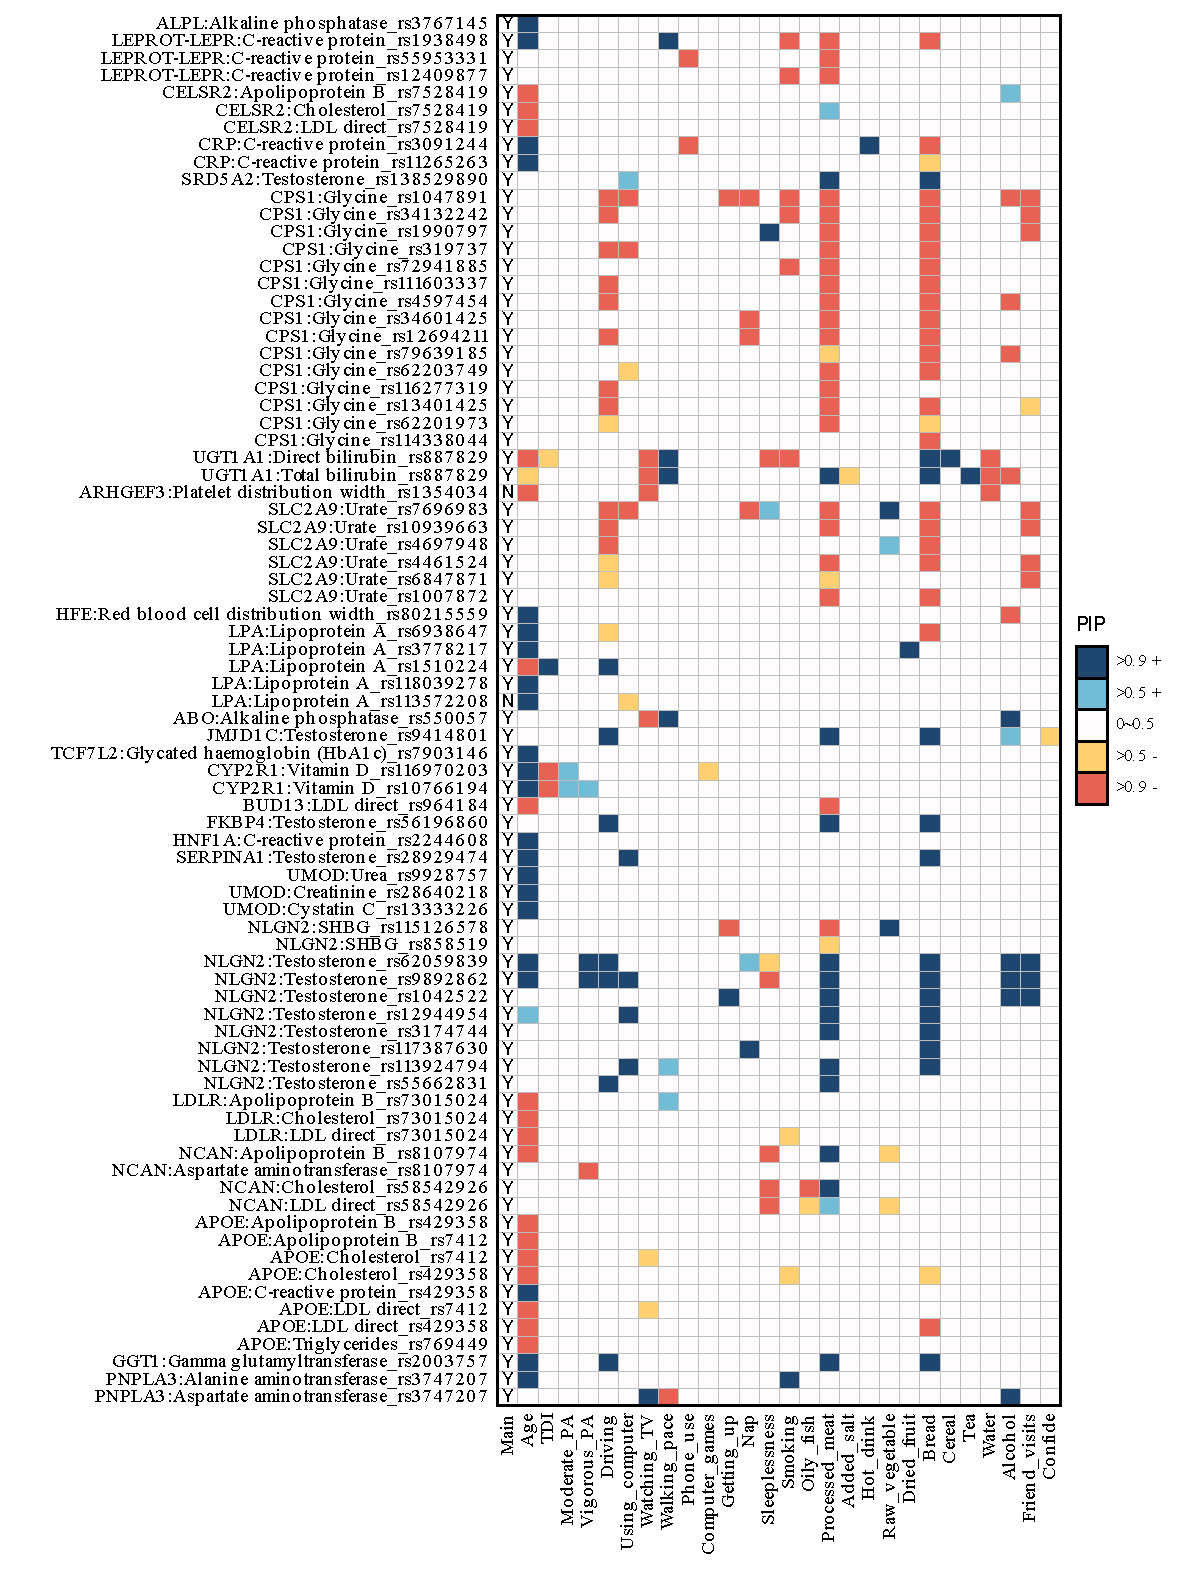 ALPL:Alkaline phosphatase_rs3767145 Y
LEPROT-LEPR:C-reactive protein_rs1938498 Y
LEPROT-LEPR:C-reactive protein_rs55953331 Y
LEPROT-LEPR:C-reactive protein_rs12409877 Y
CELSR2:Apolipoprotein B_rs7528419 Y
CELSR2:Cholesterol_rs7528419 Y
CELSR2:LDL direct_rs7528419 Y
CRP:C-reactive protein_rs3091244 Y
CRP:C-reactive protein_rs11265263 Y
SRD5A2:Testosterone_rs138529890 Y
CPS1:Glycine_rs1047891 Y
CPS1:Glycine_rs34132242 Y
CPS1:Glycine_rs1990797 Y
CPS1:Glycine_rs319737 Y
CPS1:Glycine_rs72941885 Y
CPS1:Glycine_rs111603337 Y
CPS1:Glycine_rs4597454 Y
CPS1:Glycine_rs34601425 Y
CPS1:Glycine_rs12694211 Y
CPS1:Glycine_rs79639185 Y
CPS1:Glycine_rs62203749 Y
CPS1:Glycine_rs116277319 Y
CPS1:Glycine_rs13401425 Y
CPS1:Glycine_rs62201973 Y
CPS1:Glycine_rs114338044 Y
UGT1A1:Direct bilirubin_rs887829 Y
UGT1A1:Total bilirubin_rs887829 Y
ARHGEF3:Platelet distribution width_rs1354034 N
SLC2A9:Urate_rs7696983 Y
SLC2A9:Urate_rs10939663 Y
SLC2A9:Urate_rs4697948 Y
SLC2A9:Urate_rs4461524 Y
SLC2A9:Urate_rs6847871 Y
SLC2A9:Urate_rs1007872 Y
HFE:Red blood cell distribution width_rs80215559 Y
LPA:Lipoprotein A_rs6938647 Y
LPA:Lipoprotein A_rs3778217 Y
LPA:Lipoprotein A_rs1510224 Y
LPA:Lipoprotein A_rs118039278 Y
LPA:Lipoprotein A_rs113572208 N
ABO:Alkaline phosphatase_rs550057 Y
JMJD1C:Testosterone_rs9414801 Y
TCF7L2:Glycated haemoglobin (HbA1c)_rs7903146 Y
CYP2R1:Vitamin D_rs116970203 Y
CYP2R1:Vitamin D_rs10766194 Y
BUD13:LDL direct_rs964184 Y
FKBP4:Testosterone_rs56196860 Y
HNF1A:C-reactive protein_rs2244608 Y
SERPINA1:Testosterone_rs28929474 Y
UMOD:Urea_rs9928757 Y
UMOD:Creatinine_rs28640218 Y
UMOD:Cystatin C_rs13333226 Y
NLGN2:SHBG_rs115126578 Y
NLGN2:SHBG_rs858519 Y
NLGN2:Testosterone_rs62059839 Y
NLGN2:Testosterone_rs9892862 Y
NLGN2:Testosterone_rs1042522 Y
NLGN2:Testosterone_rs12944954 Y
NLGN2:Testosterone_rs3174744 Y
NLGN2:Testosterone_rs117387630 Y
NLGN2:Testosterone_rs113924794 Y
NLGN2:Testosterone_rs55662831 Y
LDLR:Apolipoprotein B_rs73015024 Y
LDLR:Cholesterol_rs73015024 Y
LDLR:LDL direct_rs73015024 Y
NCAN:Apolipoprotein B_rs8107974 Y
NCAN:Aspartate aminotransferase_rs8107974 Y
NCAN:Cholesterol_rs58542926 Y
NCAN:LDL direct_rs58542926 Y
APOE:Apolipoprotein B_rs429358 Y
APOE:Apolipoprotein B_rs7412 Y
APOE:Cholesterol_rs7412 Y
APOE:Cholesterol_rs429358 Y
APOE:C-reactive protein_rs429358 Y
APOE:LDL direct_rs7412 Y
APOE:LDL direct_rs429358 Y
APOE:Triglycerides_rs769449 Y
GGT1:Gamma glutamyltransferase_rs2003757 Y
PNPLA3:Alanine aminotransferase_rs3747207 Y
PNPLA3:Aspartate aminotransferase_rs3747207 Y
Main
Age
TDI
Moderate_PA
Vigorous_PA
Driving
Using_computer
Watching_TV
Walking_pace
Phone_use
Computer_games
Getting_up
Nap
Sleeplessness
Smoking
Oily_fish
Processed_meat
Added_salt
Hot_drink
Raw_vegetable
Dried_fruit
Bread
Cereal
Tea
Water
Alcohol
Friend_visits
Confide
PIP
>0.9 +
>0.5 +
0~0.5
>0.5 -
>0.9 -